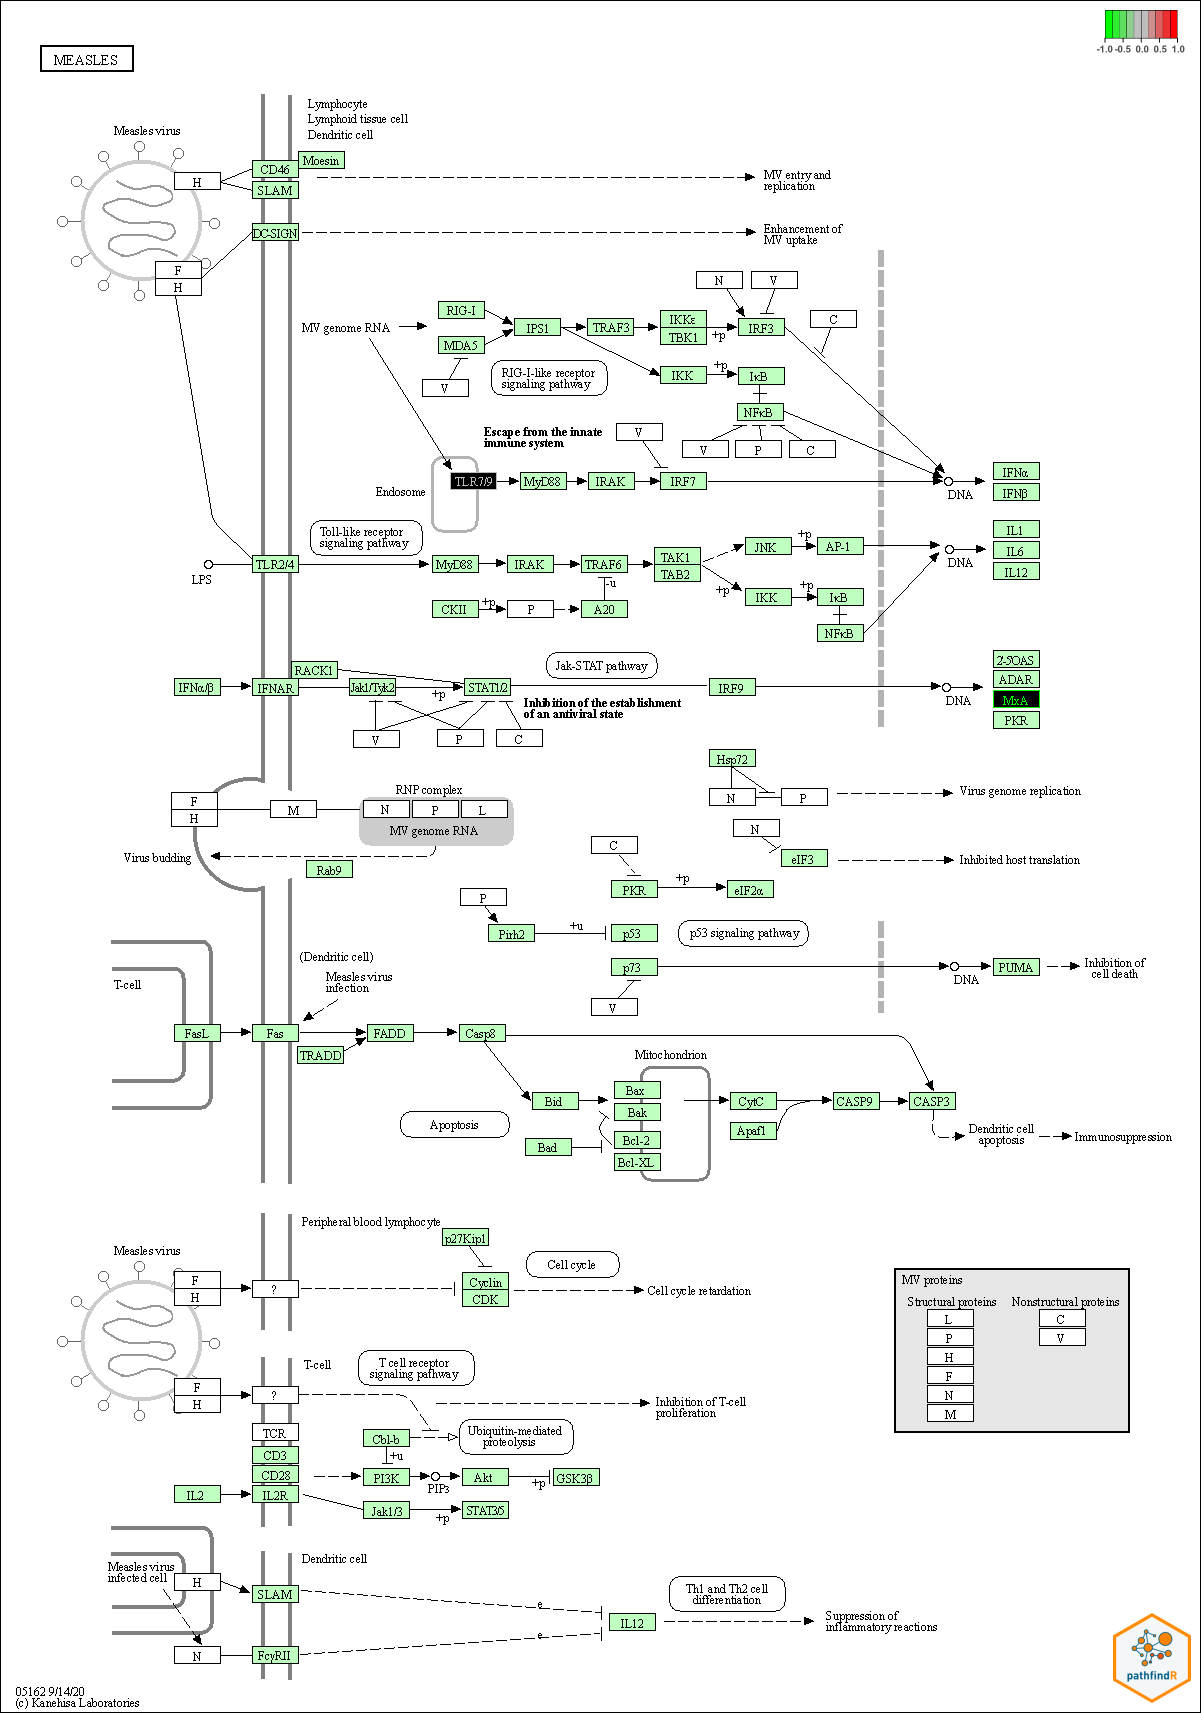 -1.0 -0.5 0.0 0.5 1.0
MEASLES
Lymphocyte
Lymphoid tissue cell
Dendritic cell
Measles virus
H
CD46
Moesin
SLAM
MV entry and
replication
DC-SIGN
Enhancement of
MV uptake
F
H
N
V
RIG-I
MV genome RNA
IPS1
TRAF3
IKKε
TBK1
+p
IRF3
C
MDA5
V
RIG-I-like receptor
signaling pathway
IKK
+p
IκB
NFκB
V
P
C
Escape from the innate
immune system
V
Endosome
TLR7/9
MyD88
IRAK
IRF7
DNA
IFNα
IFNβ
Toll-like receptor
signaling pathway
LPS
TLR2/4
MyD88
IRAK
TRAF6
TAK1
TAB2
JNK
+p
AP-1
DNA
IL1
IL6
IL12
-u
+p
IKK
+p
IκB
NFκB
CKII
+p
P
A20
RACK1
Jak-STAT pathway
IFNα/β
IFNAR
Jak1/Tyk2
+p
STAT1/2
IRF9
DNA
2-5OAS
ADAR
MxA
PKR
Inhibition of the establishment
of an antiviral state
V
P
C
Hsp72
N
P
Virus genome replication
RNP complex
F
H
M
N
P
L
MV genome RNA
N
eIF3
Inhibited host translation
Virus budding
Rab9
C
PKR
+p
eIF2α
P
Pirh2
+u
p53
p53 signaling pathway
p73
V
DNA
PUMA
Inhibition of
cell death
T-cell
(Dendritic cell)
Measles virus
infection
FasL
Fas
TRADD
FADD
Casp8
Mitochondrion
Bid
Bax
Bak
CytC
CASP9
CASP3
Apoptosis
Bad
Bcl-2
Bcl-XL
Apaf1
Dendritic cell
apoptosis
Immunosuppression
Peripheral blood lymphocyte
p27Kip1
Measles virus
F
H
?
Cyclin
CDK
Cell cycle
Cell cycle retardation
MV proteins
Structural proteins
Nonstructural proteins
L
C
P
V
H
F
N
M
T-cell
T cell receptor
signaling pathway
F
H
?
Inhibition of T-cell
proliferation
TCR
CD3
CD28
IL2
IL2R
Cbl-b
+u
Ubiquitin-mediated
proteolysis
PI3K
PIP3
Akt
+p
GSK3β
Jak1/3
+p
STAT3/5
Dendritic cell
Measles virus
infected cell
H
SLAM
e
Th1 and Th2 cell
differentiation
IL12
Suppression of
inflammatory reactions
N
FcγRII
e
pathfindR
05162 9/14/20
(c) Kanehisa Laboratories